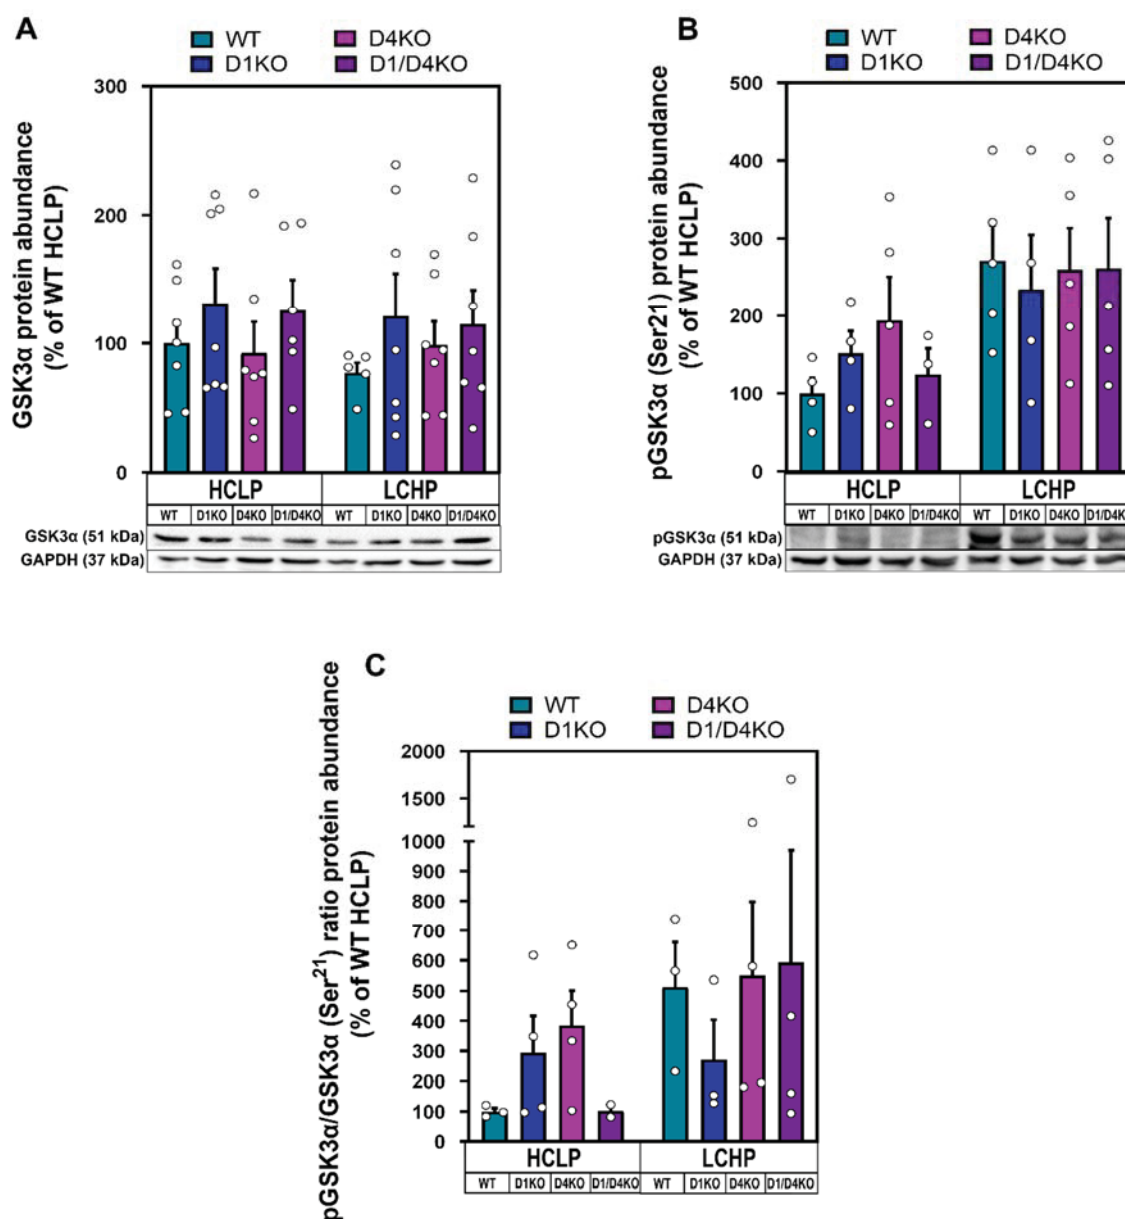 A
WT
D4KO
D1KO
D1/D4KO
GSK3α protein abundance
(% of WT HCLP)
300
200
100
0
HCLP
LCHP
WT
D1KO
D4KO
D1/D4KO
WT
D1KO
D4KO
D1/D4KO
GSK3α (51 kDa)
GAPDH (37 kDa)
B
WT
D4KO
D1KO
D1/D4KO
pGSK3α (Ser21) protein abundance
(% of WT HCLP)
500
400
300
200
100
0
HCLP
LCHP
WT
D1KO
D4KO
D1/D4KO
WT
D1KO
D4KO
D1/D4KO
pGSK3α (51 kDa)
GAPDH (37 kDa)
C
WT
D4KO
D1KO
D1/D4KO
pGSK3α/GSK3α (Ser²¹) ratio protein abundance
(% of WT HCLP)
2000
1500
1000
900
800
700
600
500
400
300
200
100
0
HCLP
LCHP
WT
D1KO
D4KO
D1/D4KO
WT
D1KO
D4KO
D1/D4KO